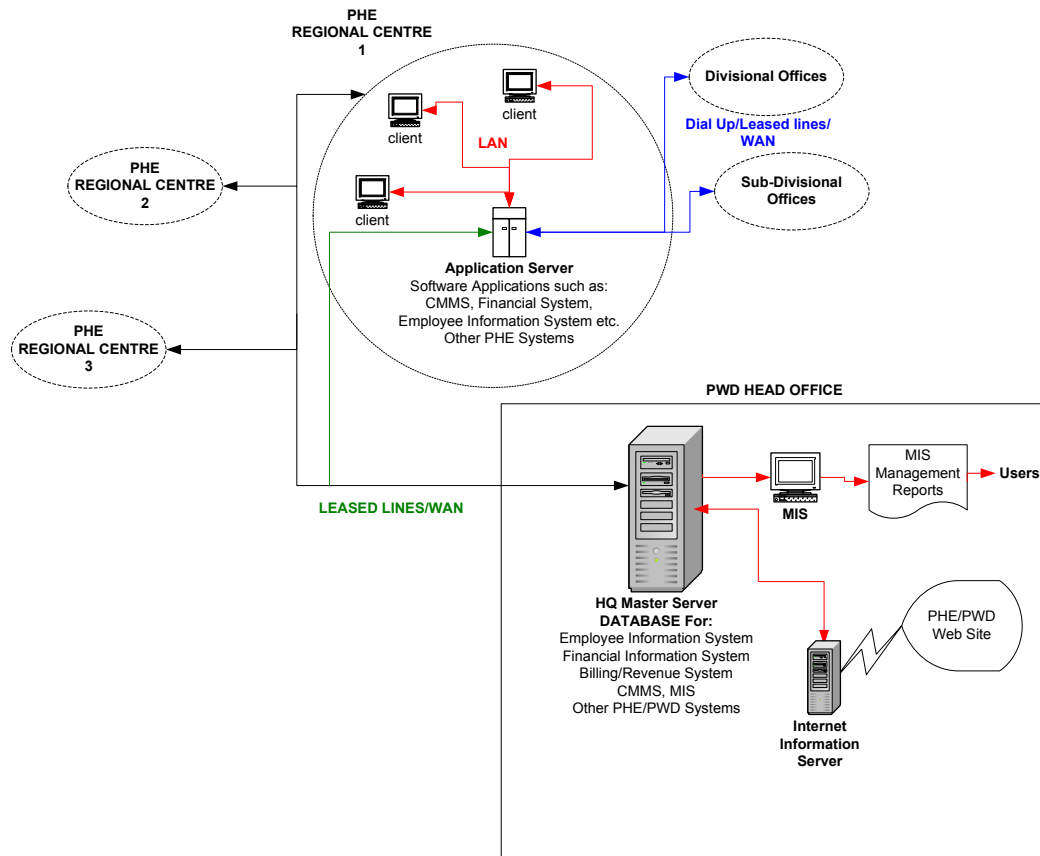 PHE
REGIONAL CENTRE
1
client
client
LAN
client
Divisional Offices
Dial Up/Leased lines/
WAN
Sub-Divisional
Offices
PHE
REGIONAL CENTRE
2
Application Server
Software Applications such as:
CMMS, Financial System,
Employee Information System etc.
Other PHE Systems
PHE
REGIONAL CENTRE
3
PWD HEAD OFFICE
LEASED LINES/WAN
MIS
MIS
Management
Reports
Users
HQ Master Server
DATABASE For:
Employee Information System
Financial Information System
Billing/Revenue System
CMMS, MIS
Other PHE/PWD Systems
PHE/PWD
Web Site
Internet
Information
Server